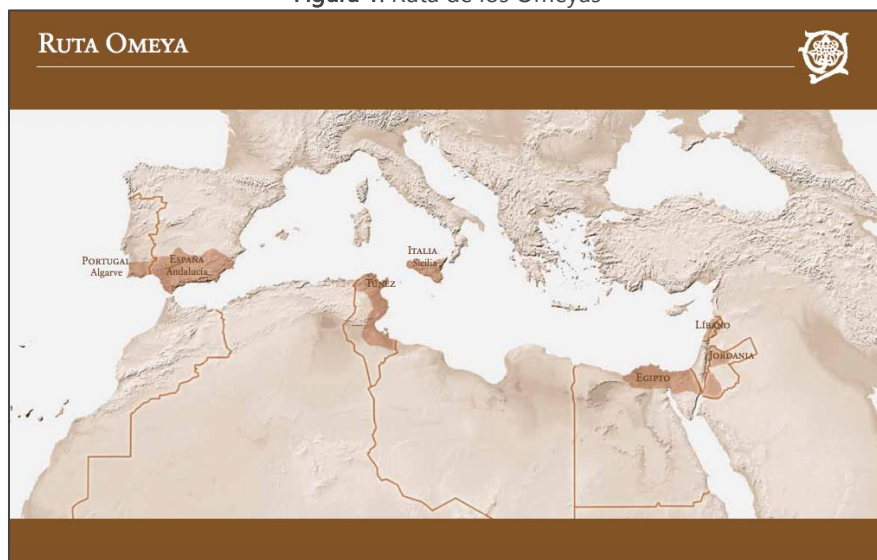 Figura 1. Ruta de los Omeyas
RUTA OMEYA
PORTUGAL
Algarve
ESPAÑA
Andalucía
ITALIA
Sicilia
TÚNEZ
LÍBANO
JORDANIA
EGIPTO